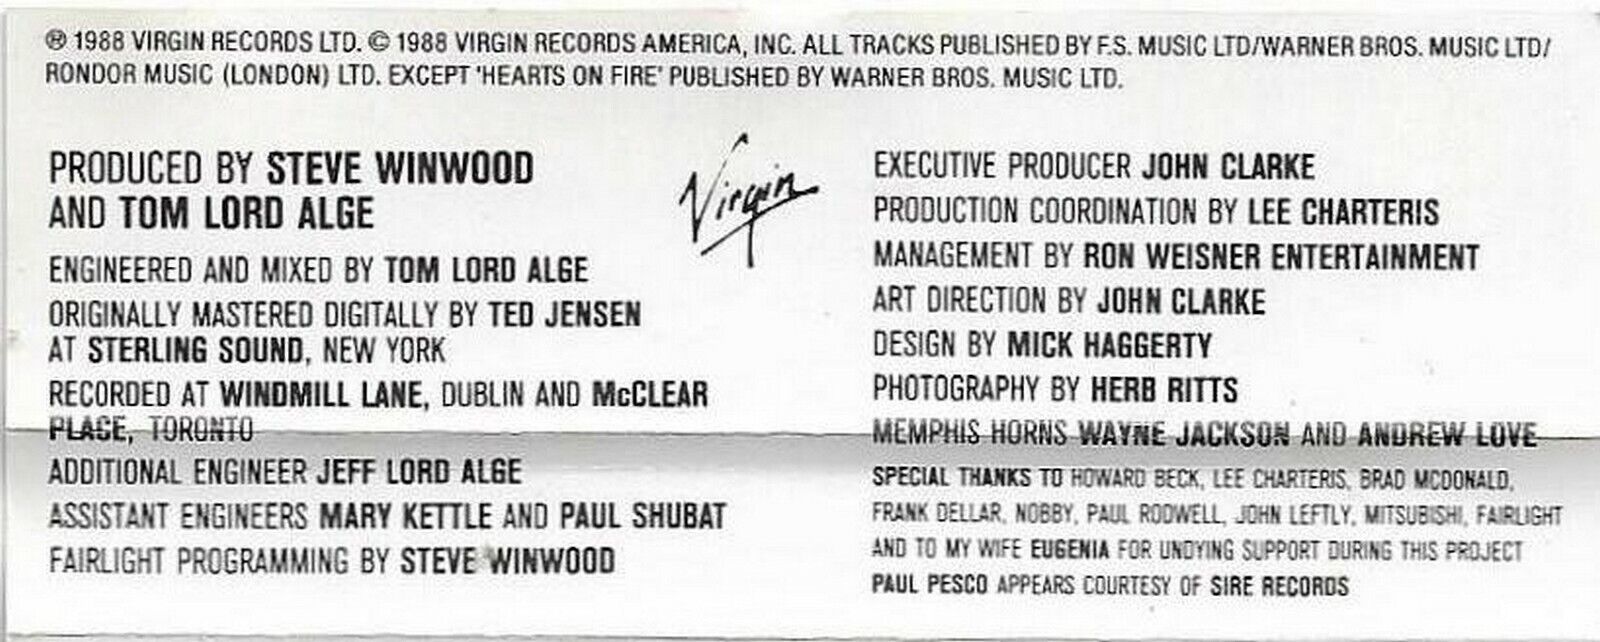 ℗ 1988 VIRGIN RECORDS LTD. © 1988 VIRGIN RECORDS AMERICA, INC. ALL TRACKS PUBLISHED BY F.S. MUSIC LTD/WARNER BROS. MUSIC LTD/
RONDOR MUSIC (LONDON) LTD. EXCEPT 'HEARTS ON FIRE' PUBLISHED BY WARNER BROS. MUSIC LTD.
PRODUCED BY STEVE WINWOOD
AND TOM LORD ALGE
ENGINEERED AND MIXED BY TOM LORD ALGE
ORIGINALLY MASTERED DIGITALLY BY TED JENSEN
AT STERLING SOUND, NEW YORK
RECORDED AT WINDMILL LANE, DUBLIN AND McCLEAR
PLACE, TORONTO
ADDITIONAL ENGINEER JEFF LORD ALGE
ASSISTANT ENGINEERS MARY KETTLE AND PAUL SHUBAT
FAIRLIGHT PROGRAMMING BY STEVE WINWOOD
Virgin
EXECUTIVE PRODUCER JOHN CLARKE
PRODUCTION COORDINATION BY LEE CHARTERIS
MANAGEMENT BY RON WEISNER ENTERTAINMENT
ART DIRECTION BY JOHN CLARKE
DESIGN BY MICK HAGGERTY
PHOTOGRAPHY BY HERB RITTS
MEMPHIS HORNS WAYNE JACKSON AND ANDREW LOVE
SPECIAL THANKS TO HOWARD BECK, LEE CHARTERIS, BRAD MCDONALD,
FRANK DELLAR, NOBBY, PAUL RODWELL, JOHN LEFTLY, MITSUBISHI, FAIRLIGHT
AND TO MY WIFE EUGENIA FOR UNDYING SUPPORT DURING THIS PROJECT
PAUL PESCO APPEARS COURTESY OF SIRE RECORDS